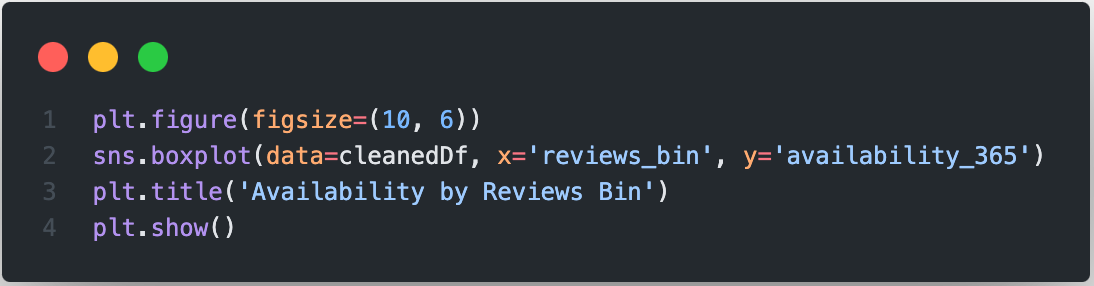 1 plt.figure(figsize=(10, 6))
2 sns.boxplot(data=cleanedDf, x='reviews_bin', y='availability_365')
3 plt.title('Availability by Reviews Bin')
4 plt.show()